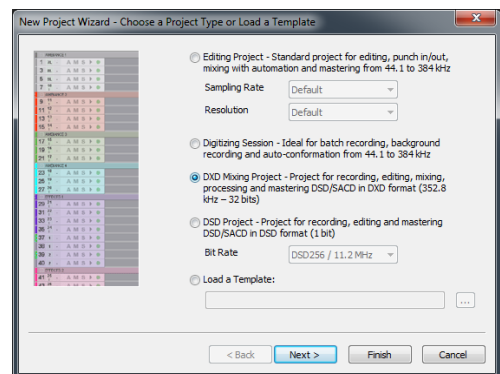 New Project Wizard - Choose a Project Type or Load a Template
Editing Project - Standard project for editing, punch in/out,
mixing with automation and mastering from 44.1 to 384 kHz
Sampling Rate Default
Resolution Default
Digitizing Session - Ideal for batch recording, background
recording and auto-conformation from 44.1 to 384 kHz
DXD Mixing Project - Project for recording, editing, mixing,
processing and mastering DSD/SACD in DXD format (352.8
kHz – 32 bits)
DSD Project - Project for recording, editing and mastering
DSD/SACD in DSD format (1 bit)
Bit Rate DSD256 / 11.2 MHz
Load a Template:
...
< Back Next > Finish Cancel